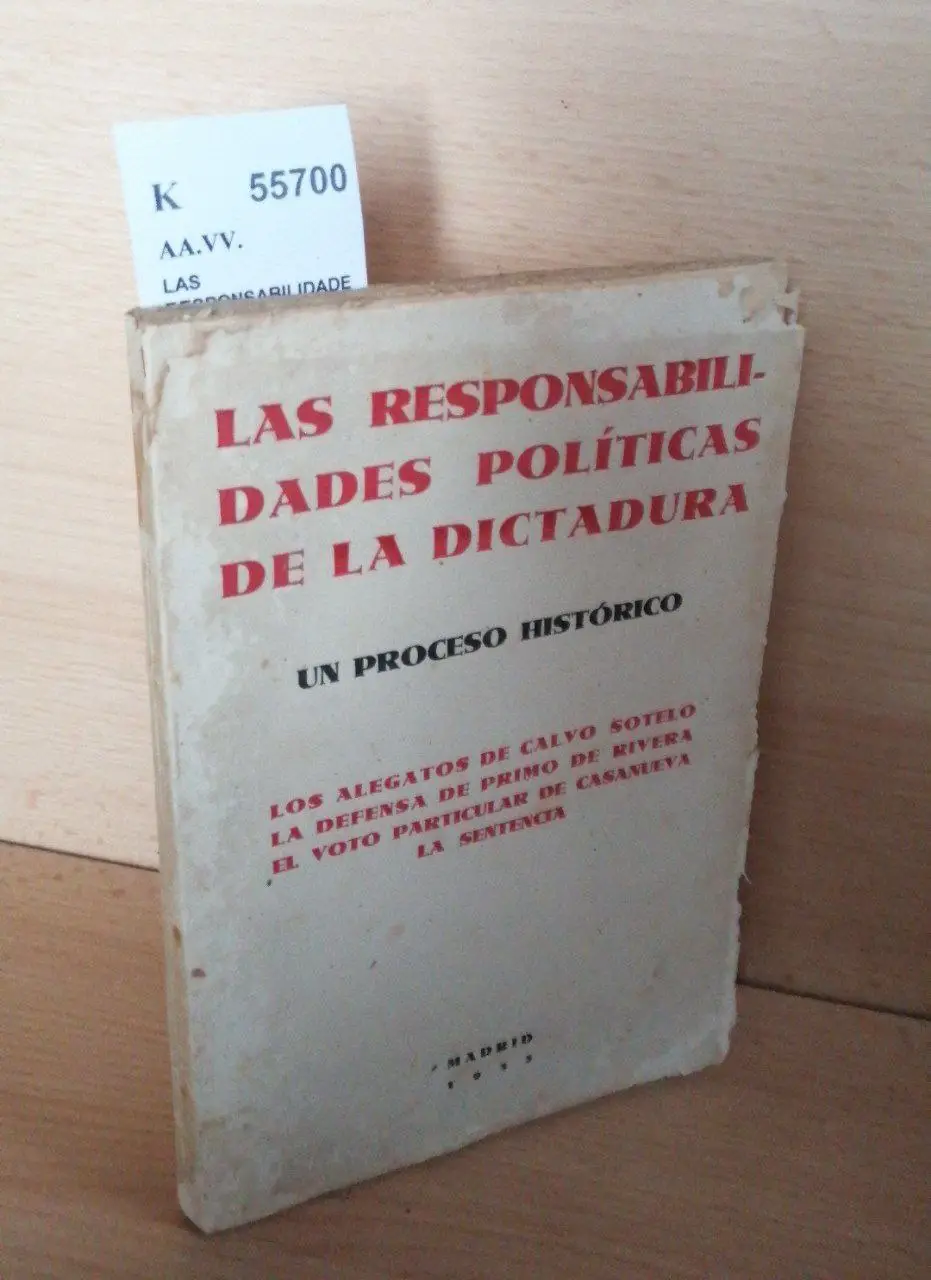 K 55700
AA.VV.
LAS
RESPONSABILIDADE
LAS RESPONSABILI-
DADES POLÍTICAS
DE LA DICTADURA
UN PROCESO HISTÓRICO
LOS ALEGATOS DE CALVO SOTELO
LA DEFENSA DE PRIMO DE RIVERA
EL VOTO PARTICULAR DE CASANUEVA
LA SENTENCIA
MADRID